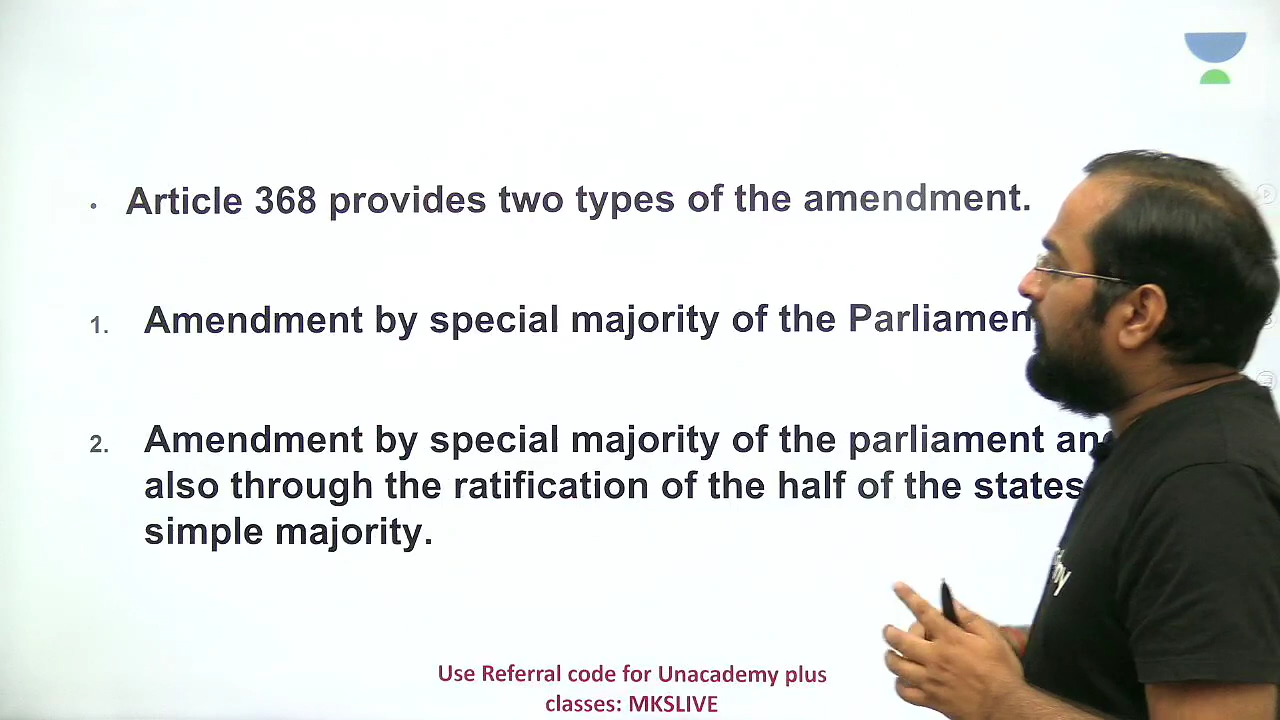 • Article 368 provides two types of the amendment.
1. Amendment by special majority of the Parliamen
2. Amendment by special majority of the parliament an
also through the ratification of the half of the states
simple majority.
Use Referral code for Unacademy plus
classes: MKSLIVE